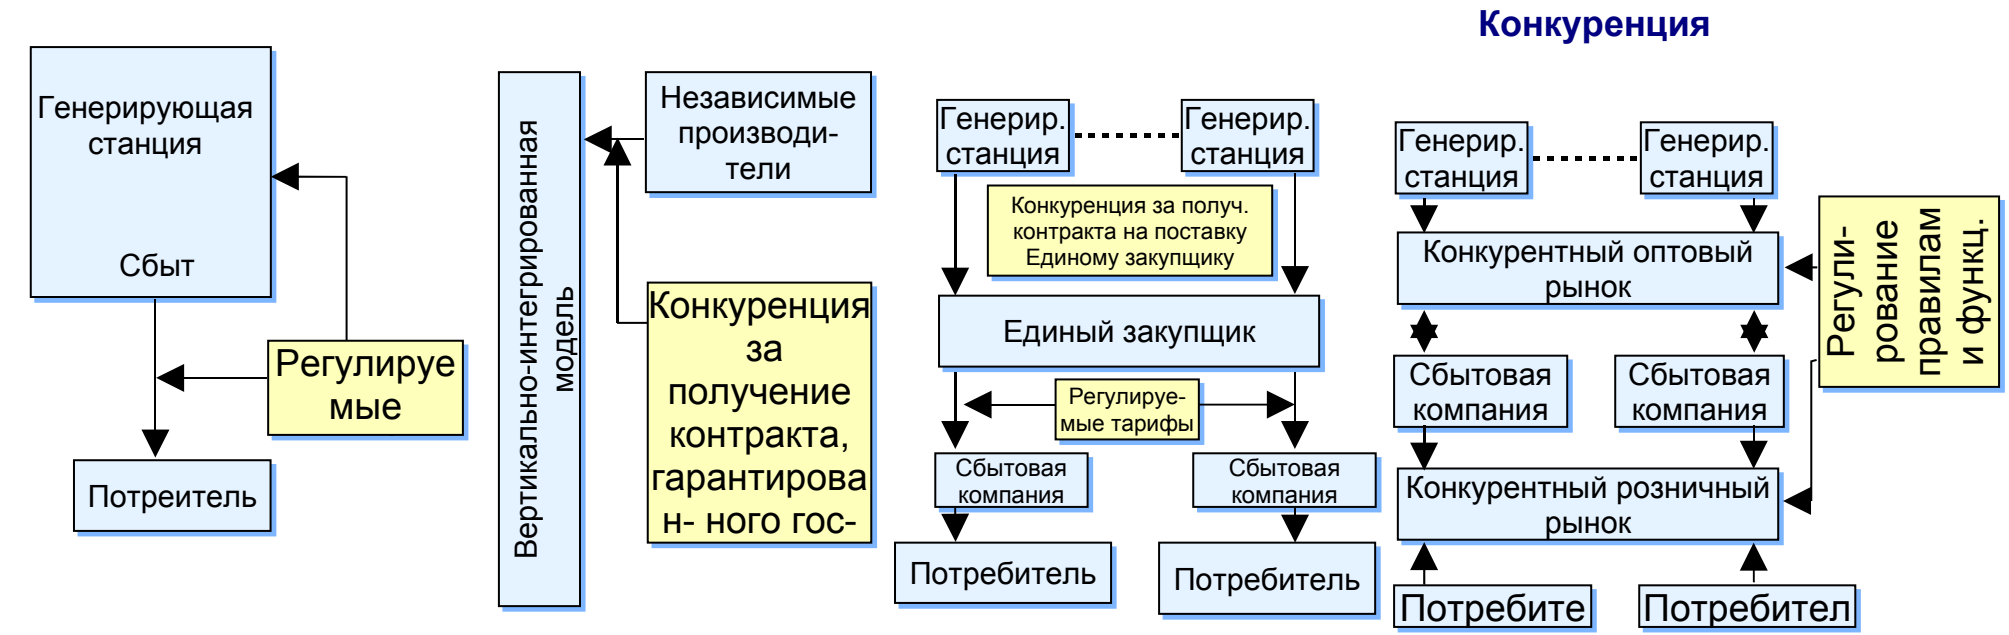 Конкуренция
Генерирующая
станция
Сбыт
Регулируе
мые
Потреитель
Вертикально-интегрированная
модель
Независимые
производи-
тели
Конкуренция
за
получение
контракта,
гарантирова
н- ного гос-
Генерир.
станция
Генерир.
станция
Конкуренция за получ.
контракта на поставку
Единому закупщику
Единый закупщик
Регулируе-
мые тарифы
Сбытовая
компания
Сбытовая
компания
Потребитель
Потребитель
Генерир.
станция
Генерир.
станция
Конкурентный оптовый
рынок
Регули-
рование
правилам
и функц.
Сбытовая
компания
Сбытовая
компания
Конкурентный розничный
рынок
Потребите
Потребител